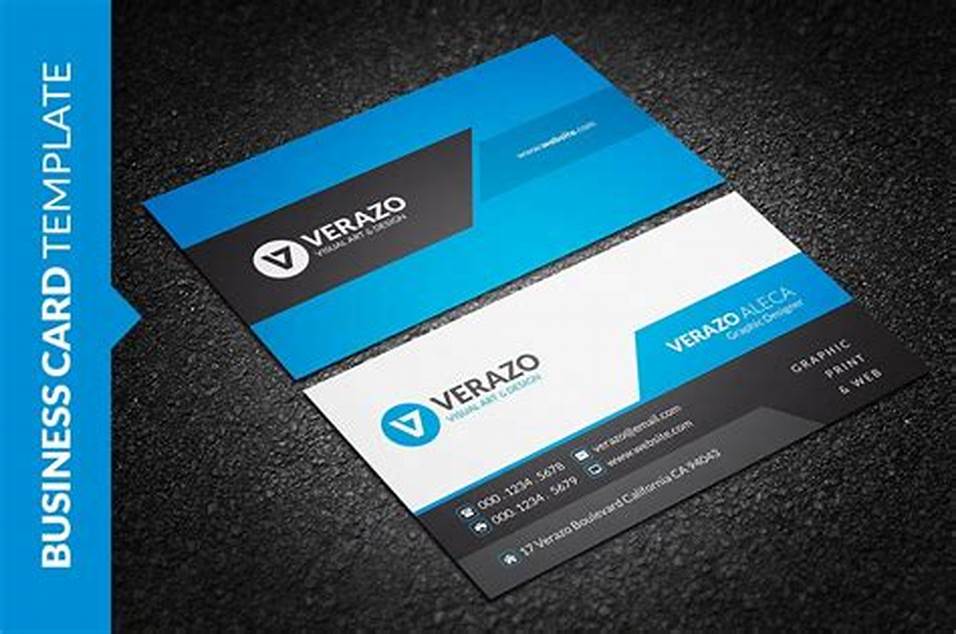 BUSINESS CARD TEMPLATE
www.website.com
VERAZO
VISUAL ART & DESIGN
VERAZO
VISUAL ART & DESIGN
VERAZO ALECA
Graphic Designer
GRAPHIC
PRINT
& WEB
000 . 1234 . 5678
verazo@email.com
000. 1234 . 5679
www.website.com
17 Verazo Boulevard California CA 94043